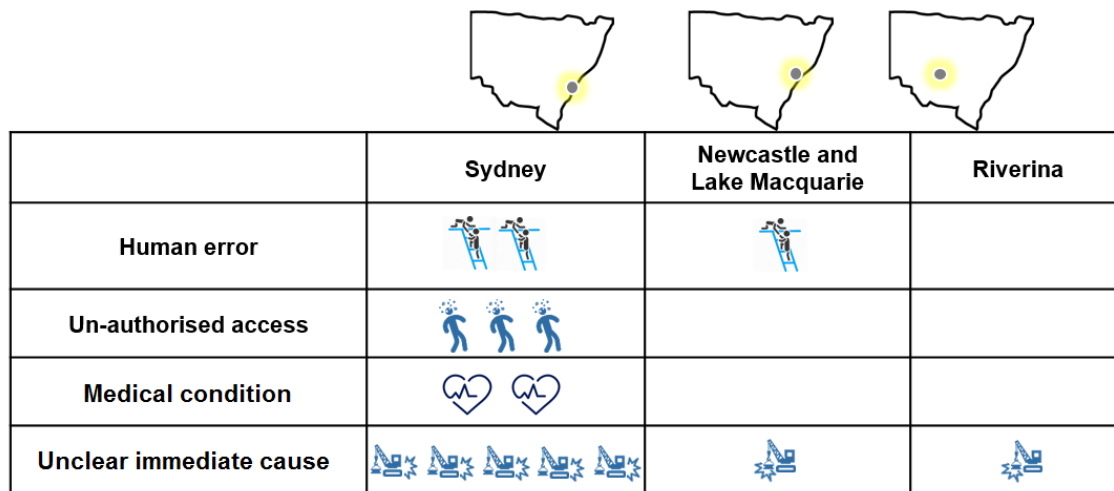 Sydney
Newcastle and
Lake Macquarie
Riverina
Human error
Un-authorised access
Medical condition
Unclear immediate cause